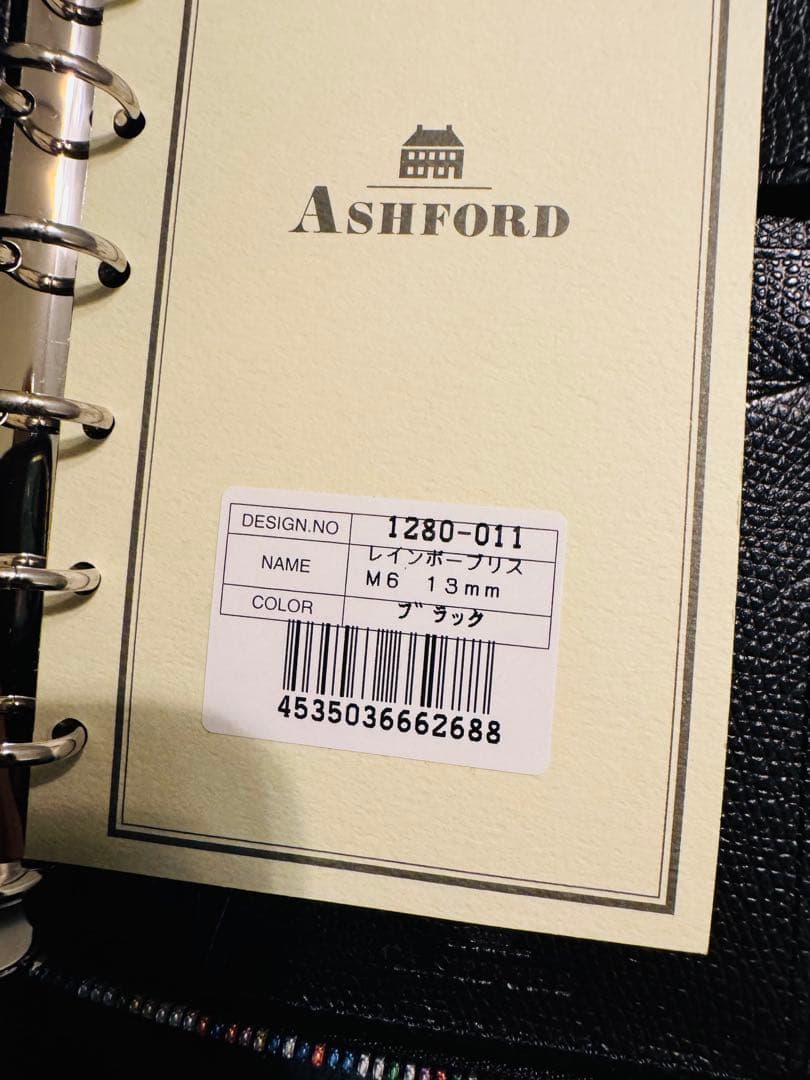 ASHFORD
DESIGN.NO 1280-011
NAME レインボーブリス
M6 13mm
COLOR ブラック
4535036662688